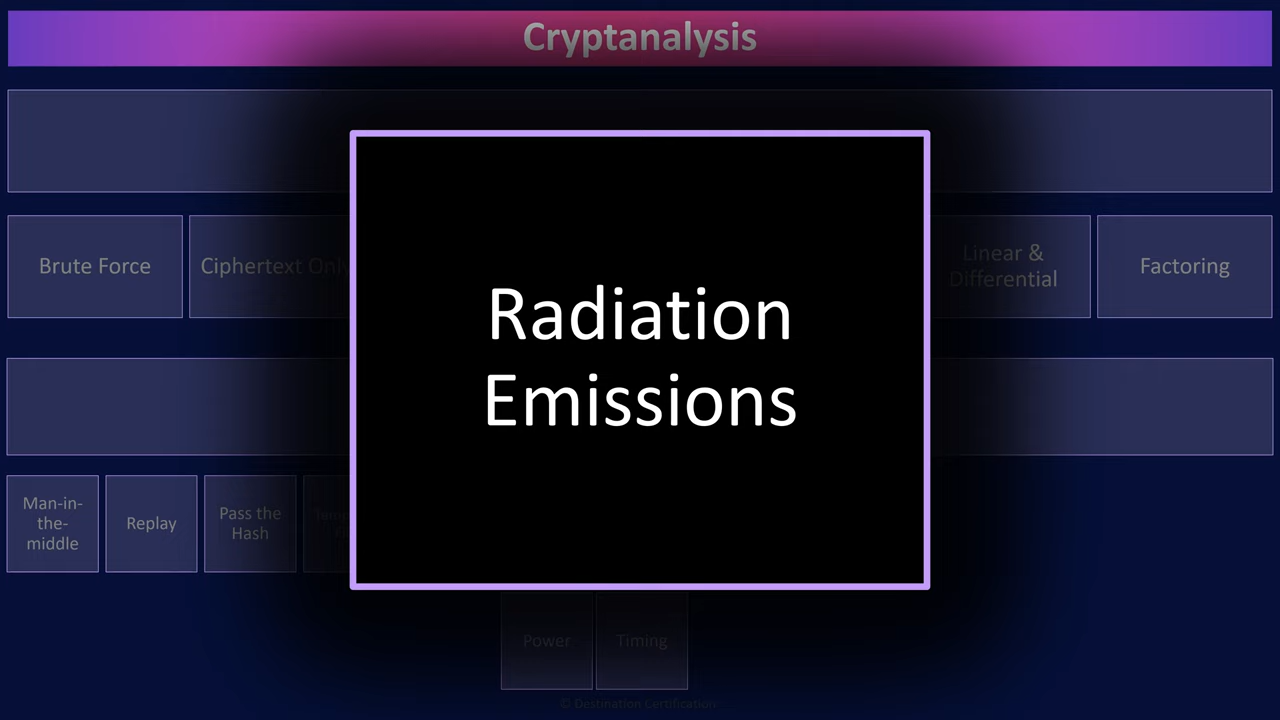 Cryptanalysis
Brute Force
Ciphertext Only
Linear &
Differential
Factoring
Radiation
Emissions
Man-in-
the-
middle
Replay
Pass the
Hash
Power
Timing
© Destination Certification